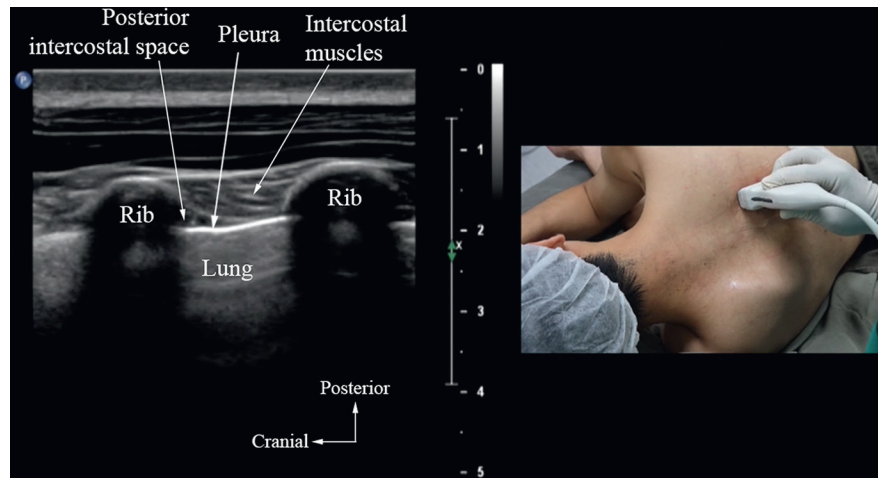 Posterior
intercostal space
Pleura
Intercostal
muscles
P
0
1
Rib
Rib
2
X
Lung
3
Posterior
4
Cranial
5